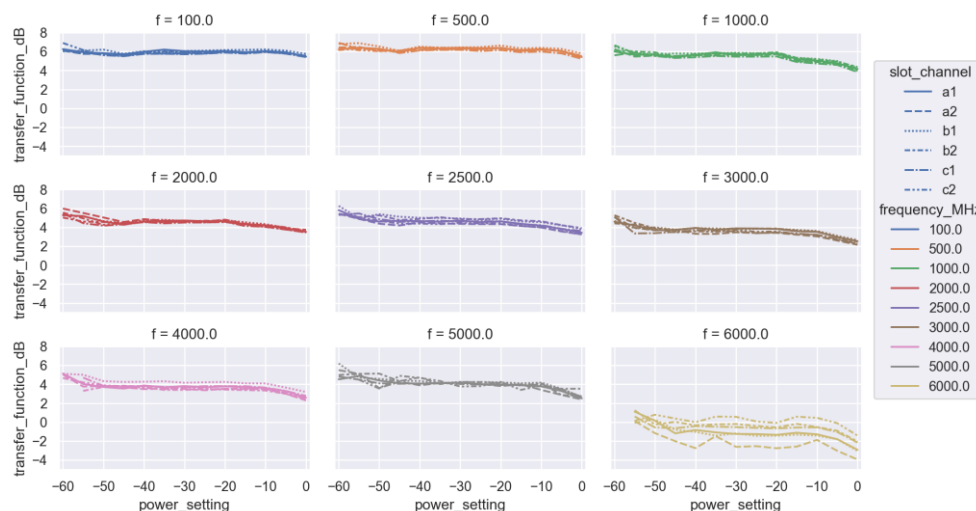 f = 100.0
f = 500.0
f = 1000.0
transfer_function_dB
8
6
4
2
0
−2
−4
slot_channel
a1
a2
b1
b2
c1
c2
frequency_MHz
100.0
500.0
1000.0
2000.0
2500.0
3000.0
4000.0
5000.0
6000.0
f = 2000.0
f = 2500.0
f = 3000.0
transfer_function_dB
8
6
4
2
0
−2
−4
f = 4000.0
f = 5000.0
f = 6000.0
transfer_function_dB
8
6
4
2
0
−2
−4
−60 −50 −40 −30 −20 −10 0
−60 −50 −40 −30 −20 −10 0
−60 −50 −40 −30 −20 −10 0
power_setting
power_setting
power_setting